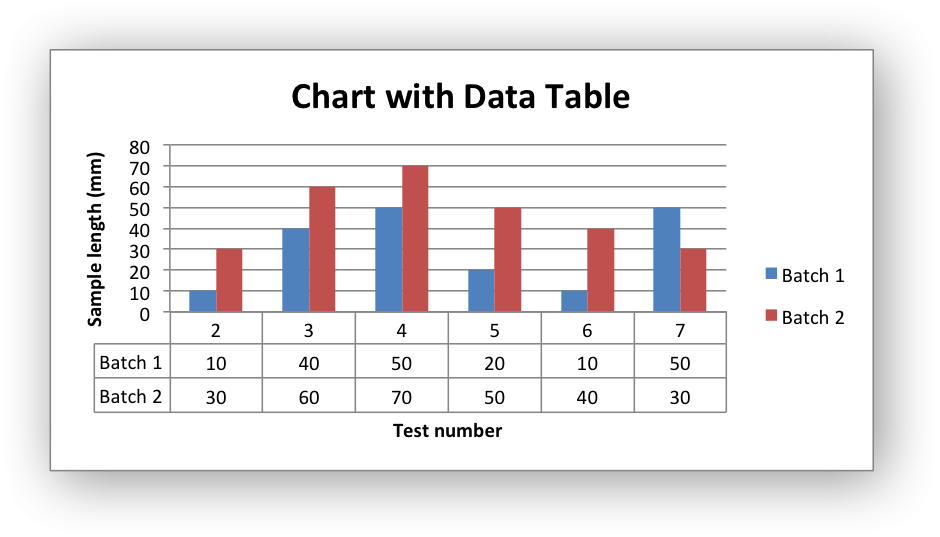 Chart with Data Table
Sample length (mm)
80
70
60
50
40
30
20
10
0
2 3 4 5 6 7
Batch 1 10 40 50 20 10 50
Batch 2 30 60 70 50 40 30
Test number
Batch 1
Batch 2